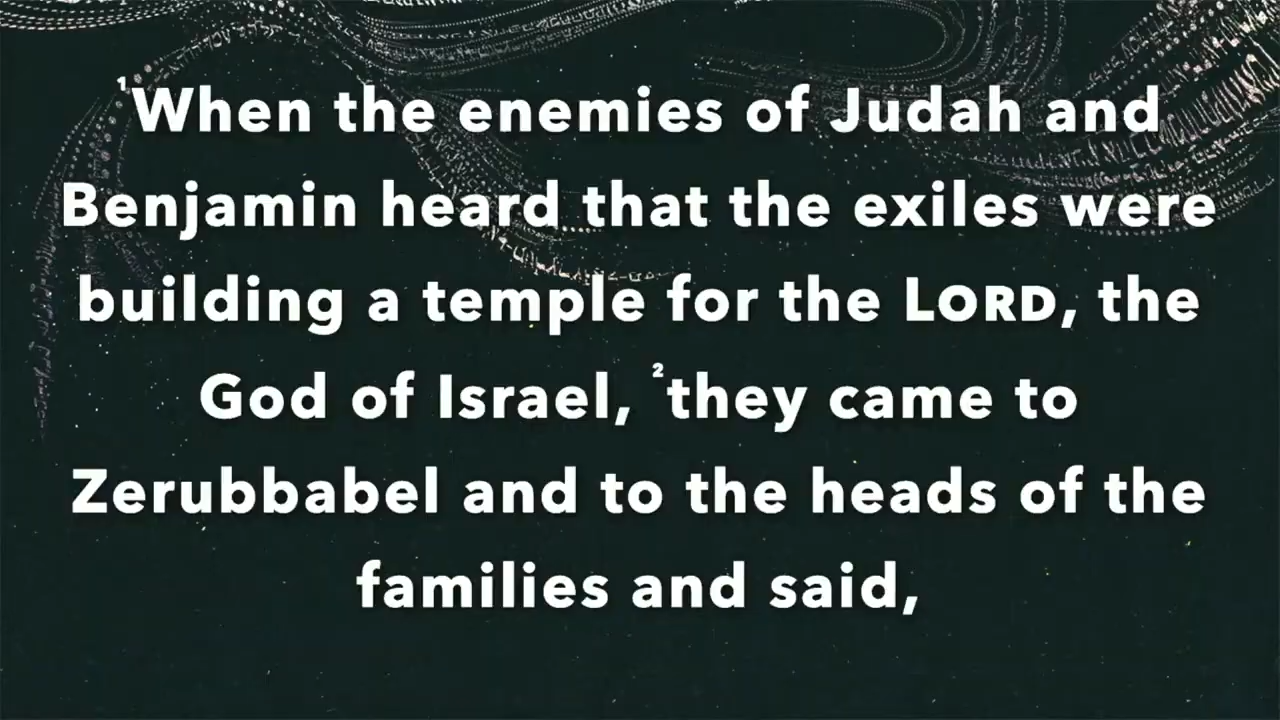 ¹When the enemies of Judah and
Benjamin heard that the exiles were
building a temple for the LORD, the
God of Israel, ²they came to
Zerubbabel and to the heads of the
families and said,